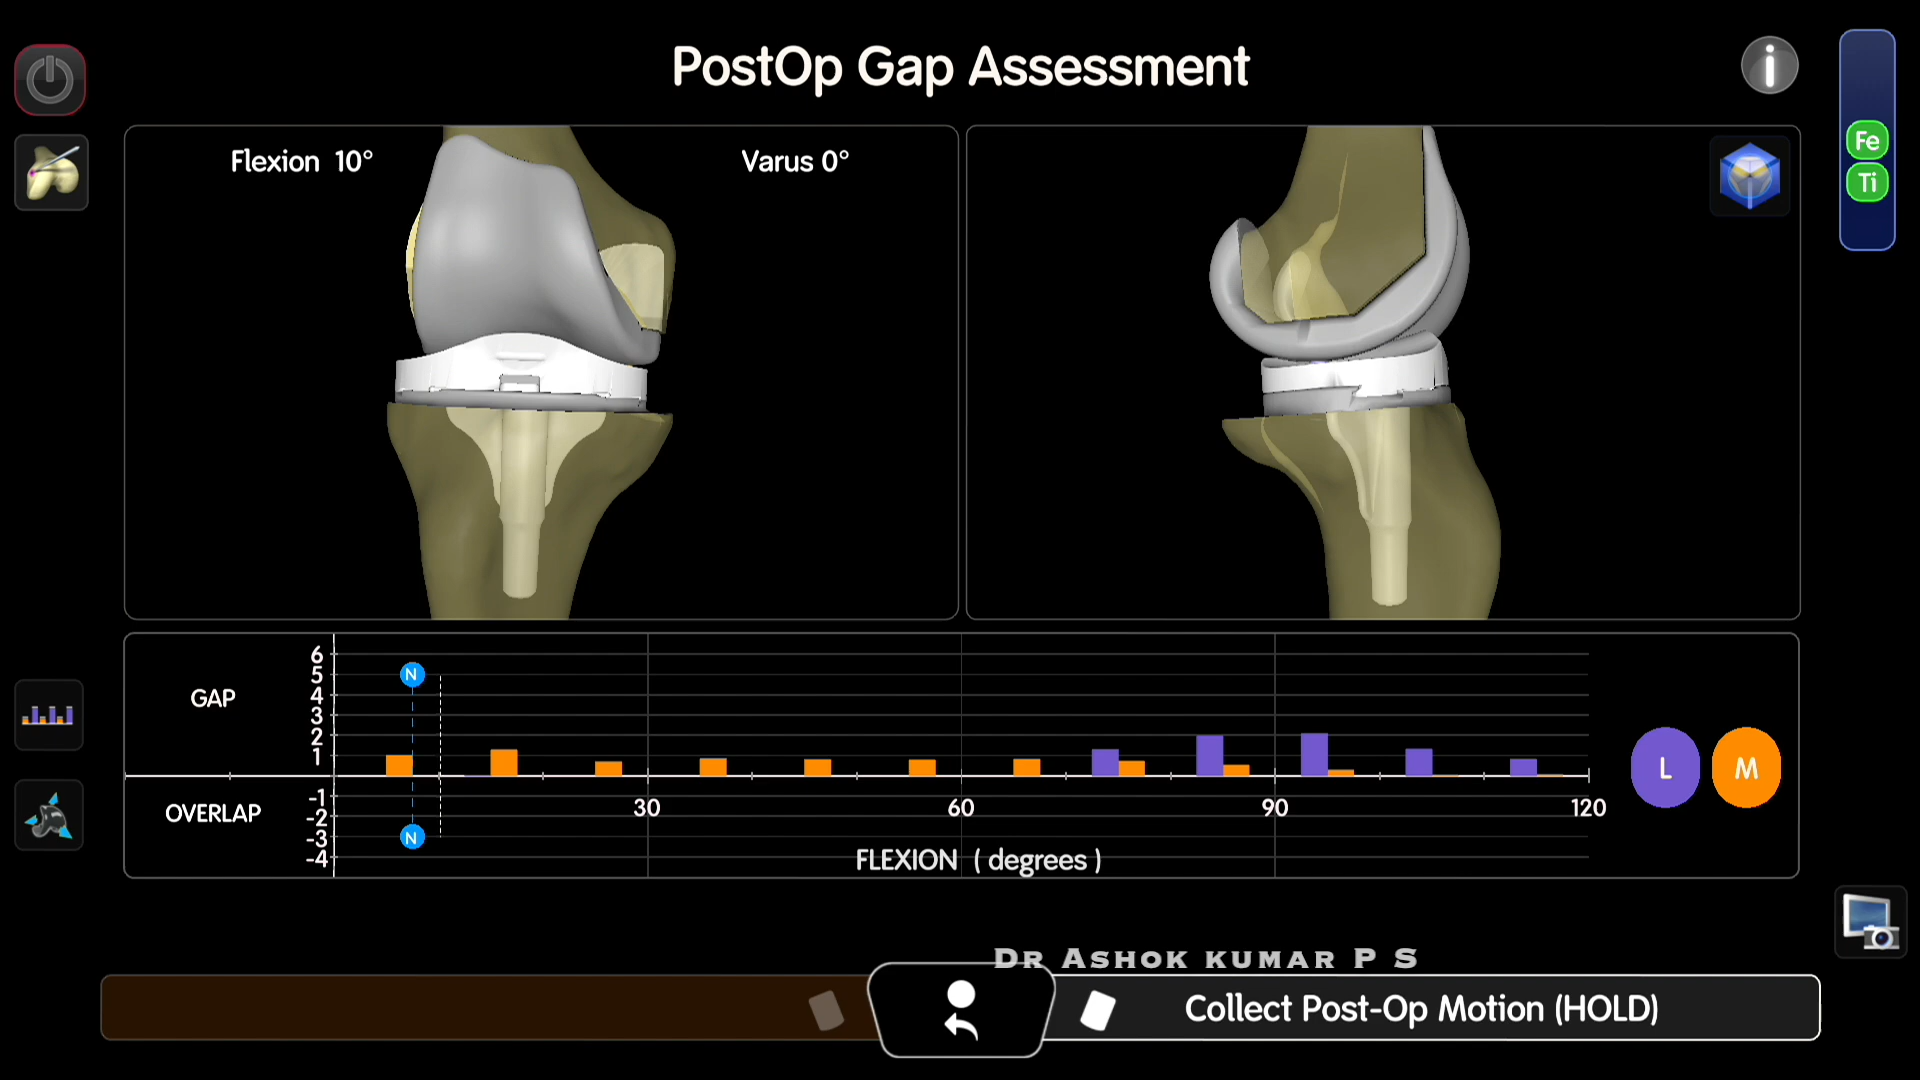 PostOp Gap Assessment
Flexion 10°
Varus 0°
Fe
Ti
GAP
OVERLAP
6
5
4
3
2
1
-1
-2
-3
-4
N
N
30
60
90
120
FLEXION ( degrees )
L
M
DR ASHOK KUMAR P S
Collect Post-Op Motion (HOLD)